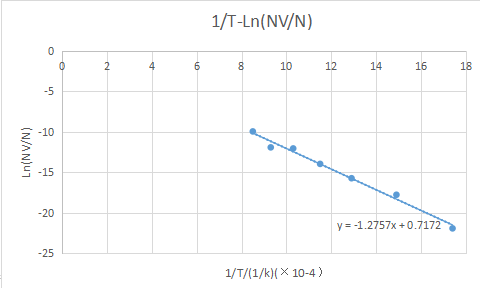 1/T-Ln(NV/N)
0
0 2 4 6 8 10 12 14 16 18
-5
-10
-15
-20
-25
Ln(NV/N)
y = -1.2757x + 0.7172
1/T/(1/k)(×10-4)